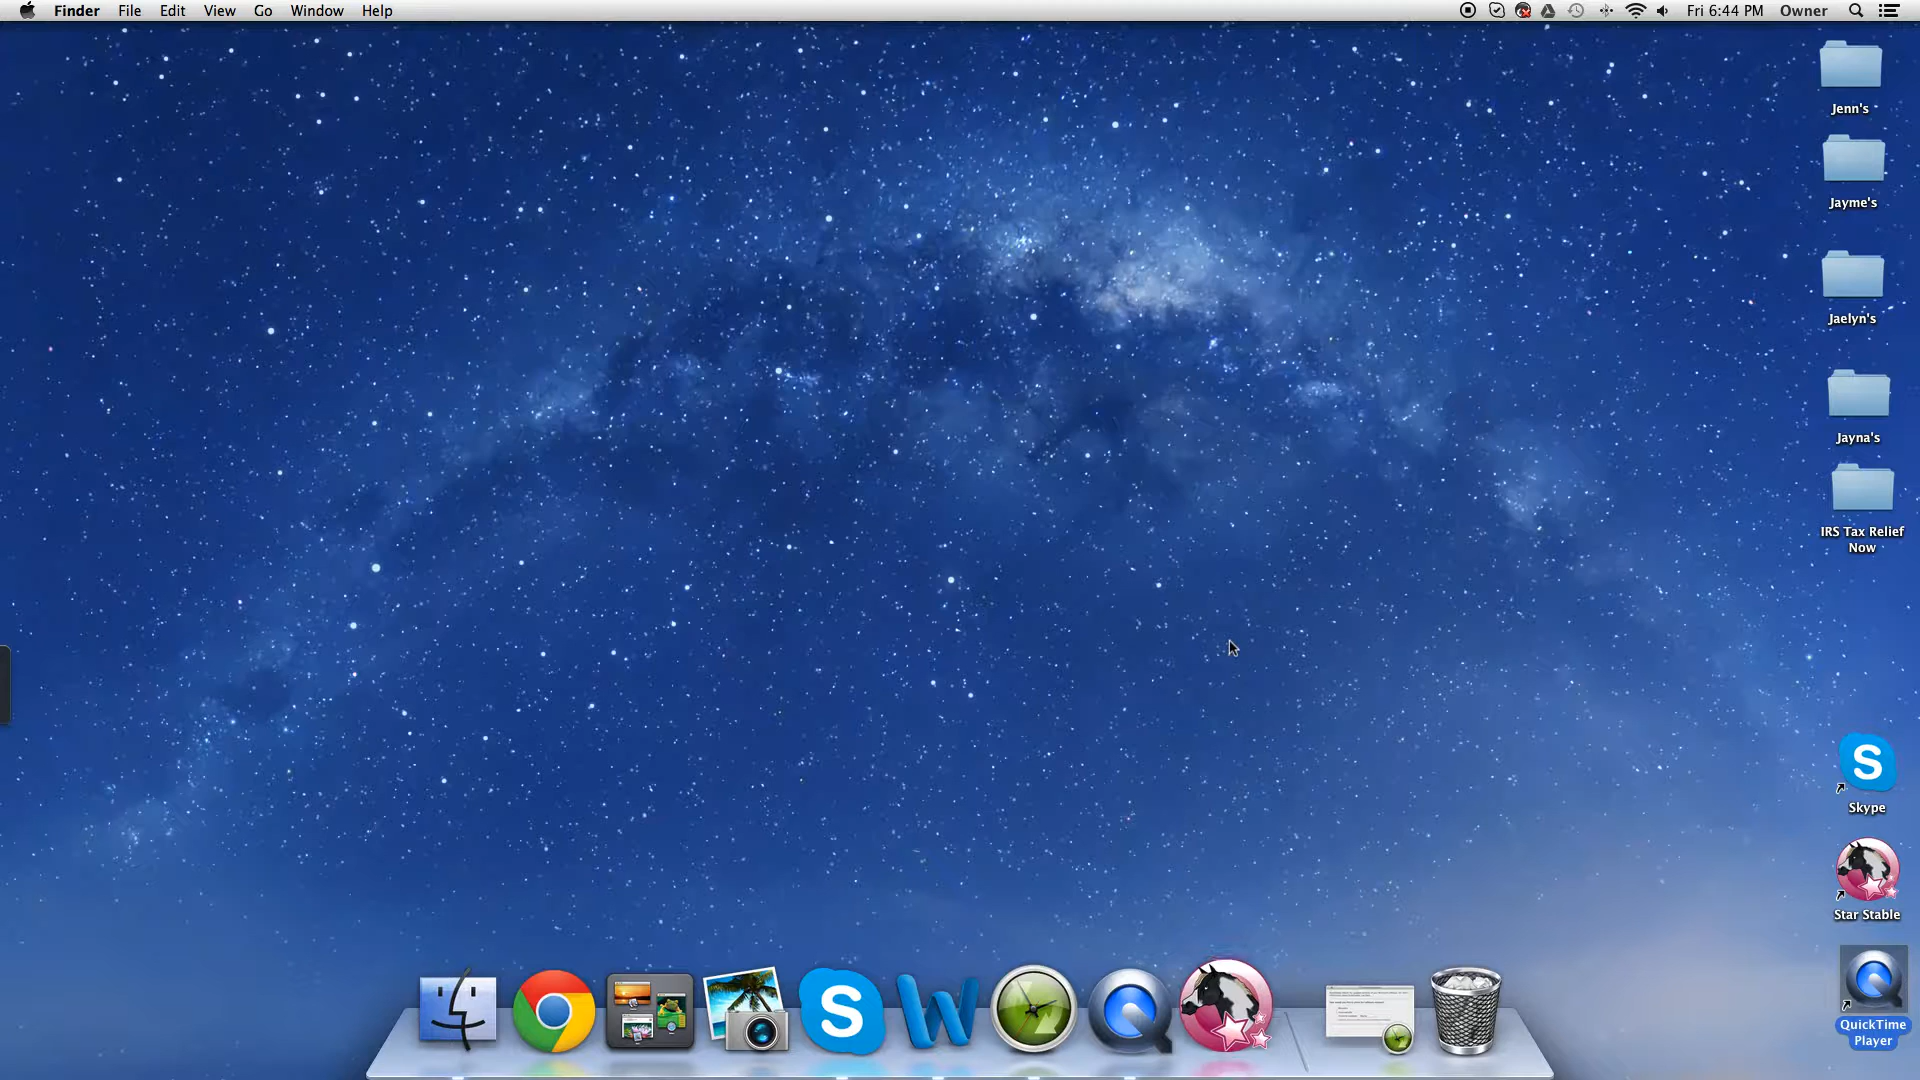 Finder File Edit View Go Window Help Fri 6:44 PM Owner
Jenn's
Jayme's
Jaelyn's
Jayna's
IRS Tax Relief
Now
Skype
Star Stable
QuickTime
Player